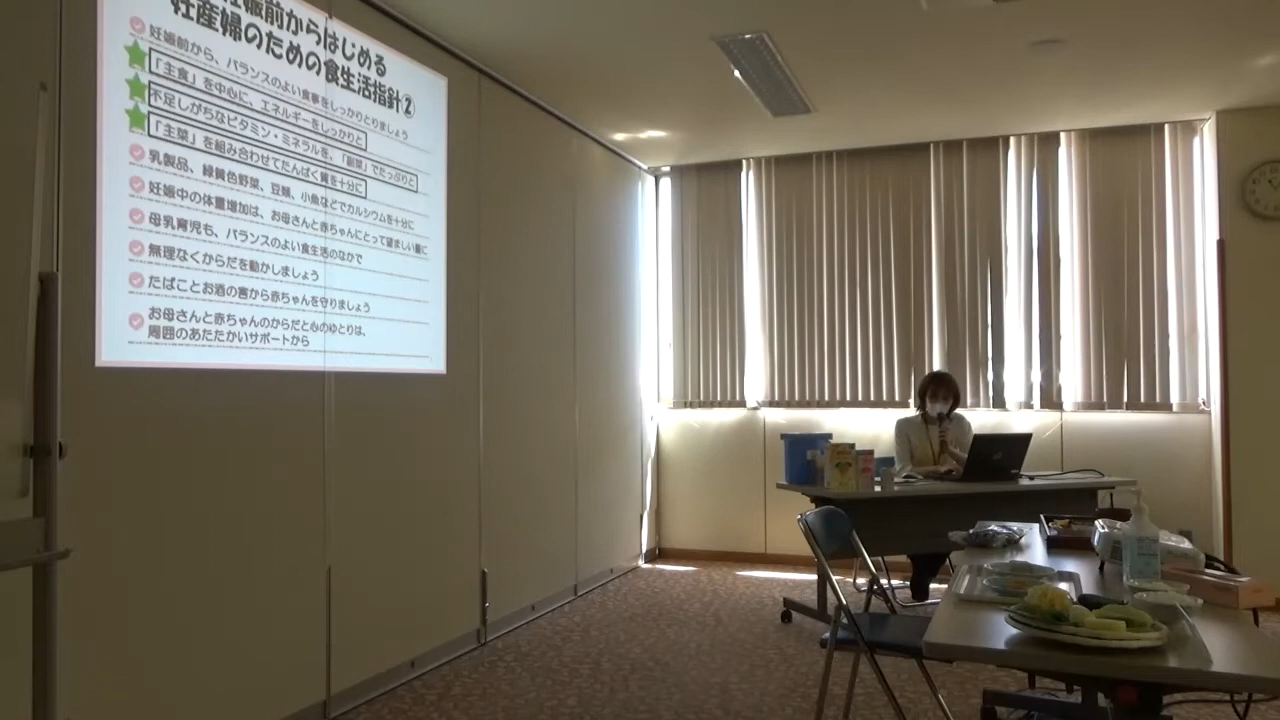 妊娠前からはじめる
妊産婦のための食生活指針②
妊娠前から、バランスのよい食事をしっかりとりましょう
「主食」を中心に、エネルギーをしっかりと
不足しがちなビタミン・ミネラルを、「副菜」でたっぷりと
「主菜」を組み合わせてたんぱく質を十分に
乳製品、緑黄色野菜、豆類、小魚などでカルシウムを十分に
妊娠中の体重増加は、お母さんと赤ちゃんにとって望ましい量に
母乳育児も、バランスのよい食生活のなかで
無理なくからだを動かしましょう
たばことお酒の害から赤ちゃんを守りましょう
お母さんと赤ちゃんのからだと心のゆとりは、
周囲のあたたかいサポートから